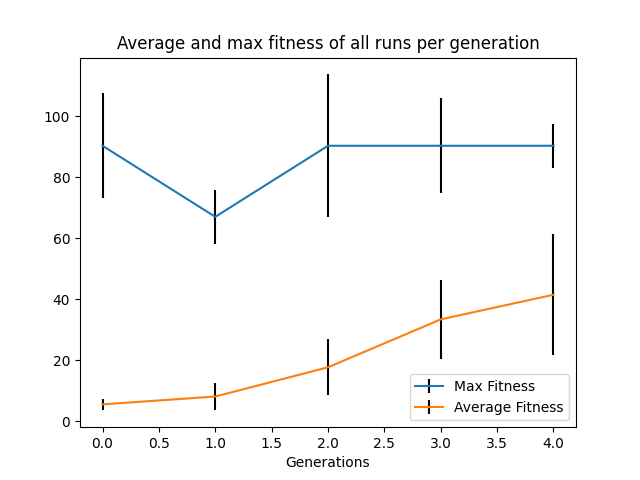 Average and max fitness of all runs per generation
100
80
60
40
20
0
0.0 0.5 1.0 1.5 2.0 2.5 3.0 3.5 4.0
Generations
Max Fitness
Average Fitness